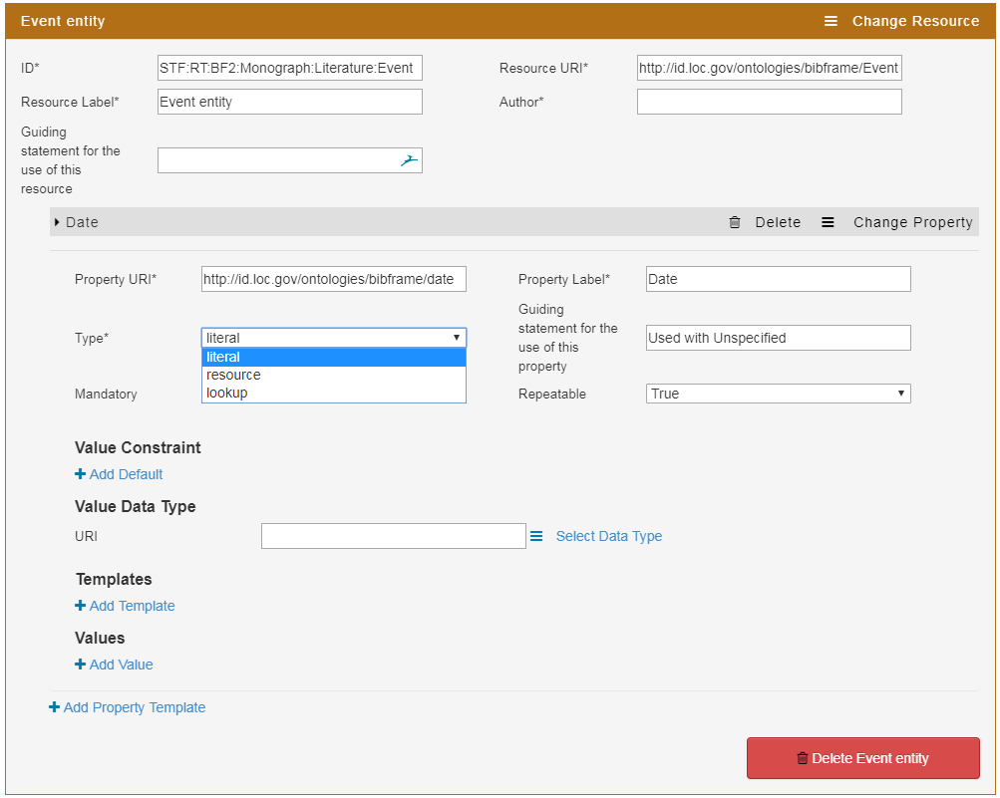 Event entity Change Resource
ID* STF:RT:BF2:Monograph:Literature:Event Resource URI* http://id.loc.gov/ontologies/bibframe/Event
Resource Label* Event entity Author*
Guiding
statement for the
use of this
resource
Date Delete Change Property
Property URI* http://id.loc.gov/ontologies/bibframe/date Property Label* Date
Type* literal
literal
resource
lookup
Guiding
statement for the
use of this
property
Used with Unspecified
Mandatory Repeatable True
Value Constraint
Add Default
Value Data Type
URI Select Data Type
Templates
Add Template
Values
Add Value
Add Property Template
Delete Event entity